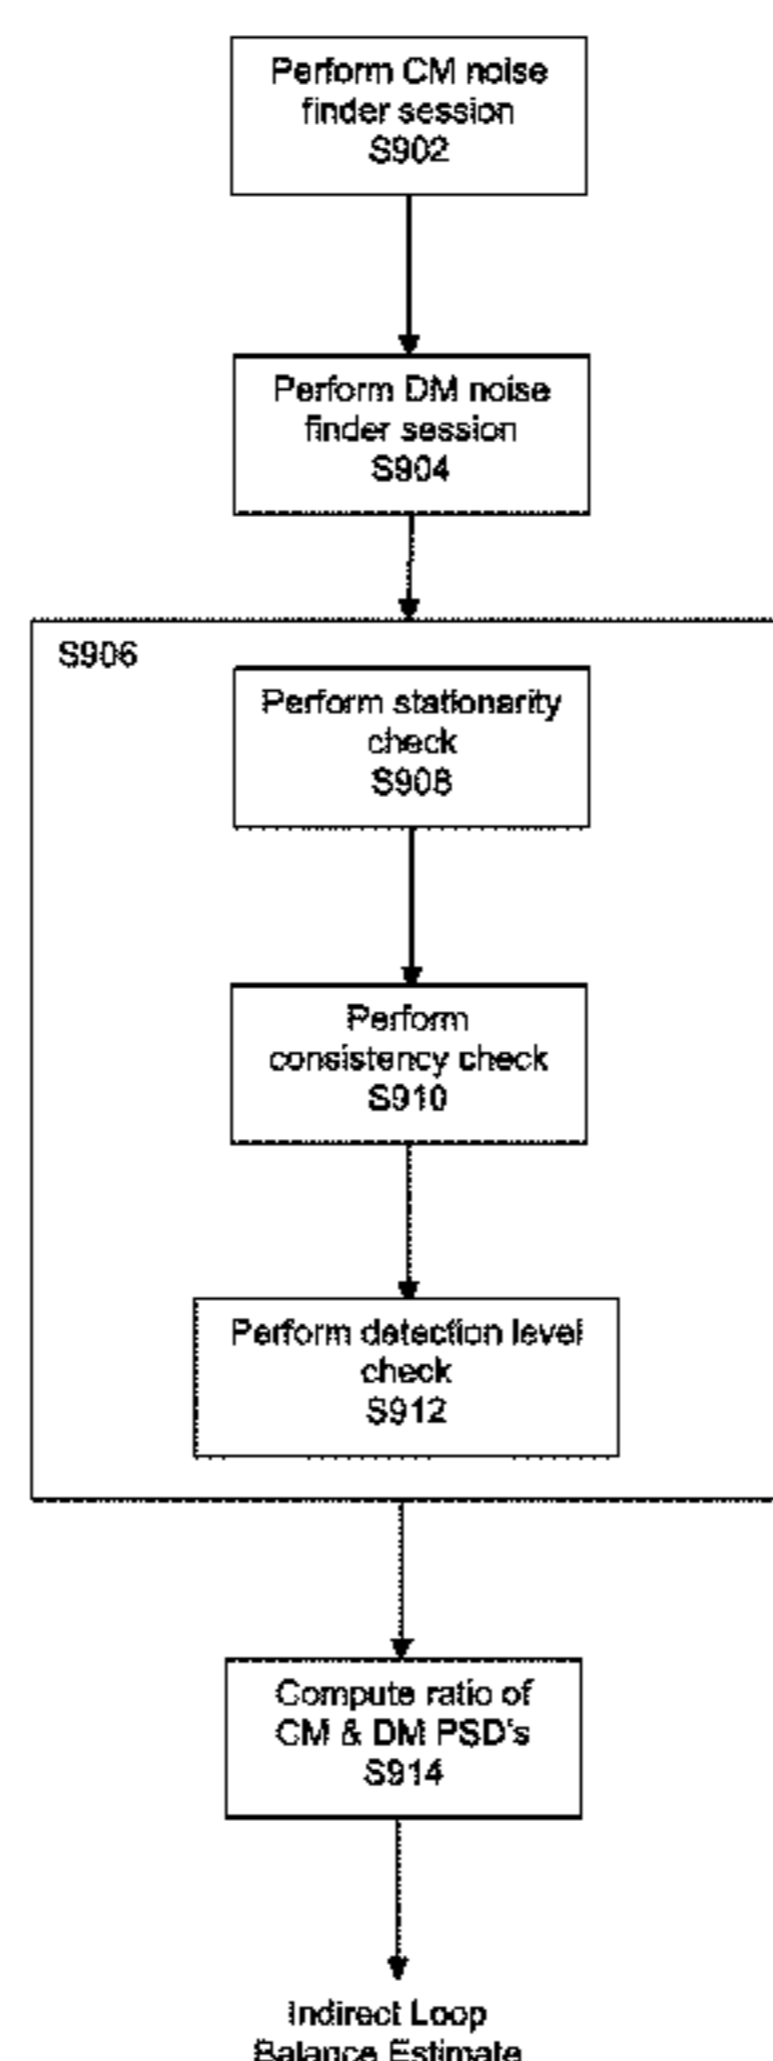 Perform CM noise
finder session
S902
Perform DM noise
finder session
S904
S906
Perform stationarity
check
S908
Perform
consistency check
S910
Perform detection level
check
S912
Compute ratio of
CM & DM PSD's
S914
Indirect Loop
Balance Estimate